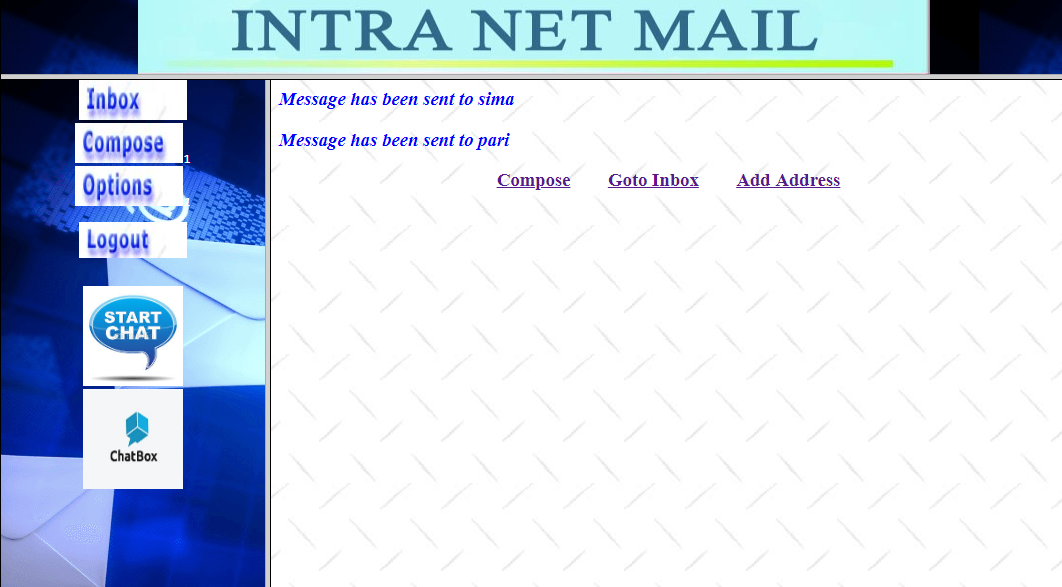 INTRA NET MAIL
Inbox
Compose
1
Options
Logout
START
CHAT
ChatBox
Message has been sent to sima
Message has been sent to pari
Compose Goto Inbox Add Address